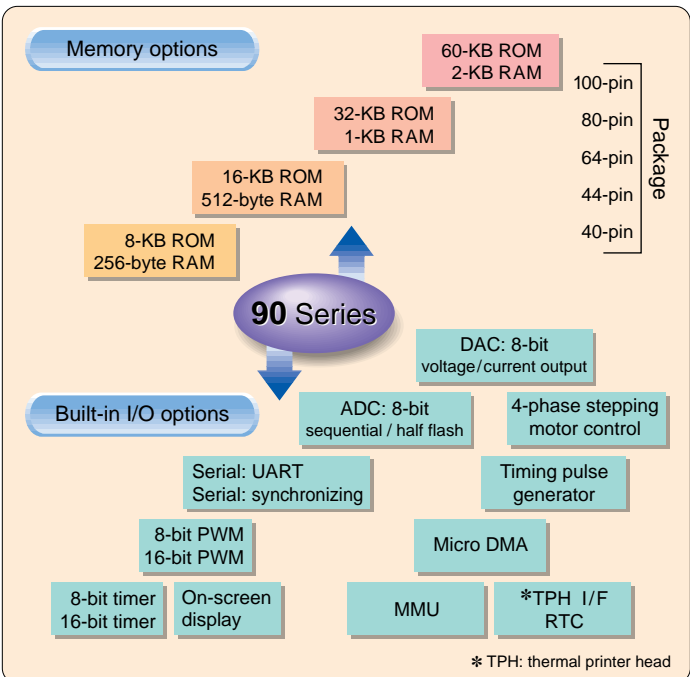 Memory options
60-KB ROM
2-KB RAM
32-KB ROM
1-KB RAM
16-KB ROM
512-byte RAM
8-KB ROM
256-byte RAM
100-pin
80-pin
64-pin
44-pin
40-pin
Package
90 Series
Built-in I/O options
DAC: 8-bit
voltage/current output
ADC: 8-bit
sequential / half flash
4-phase stepping
motor control
Serial: UART
Serial: synchronizing
Timing pulse
generator
8-bit PWM
16-bit PWM
Micro DMA
8-bit timer
16-bit timer
On-screen
display
MMU
*TPH I/F
RTC
* TPH: thermal printer head